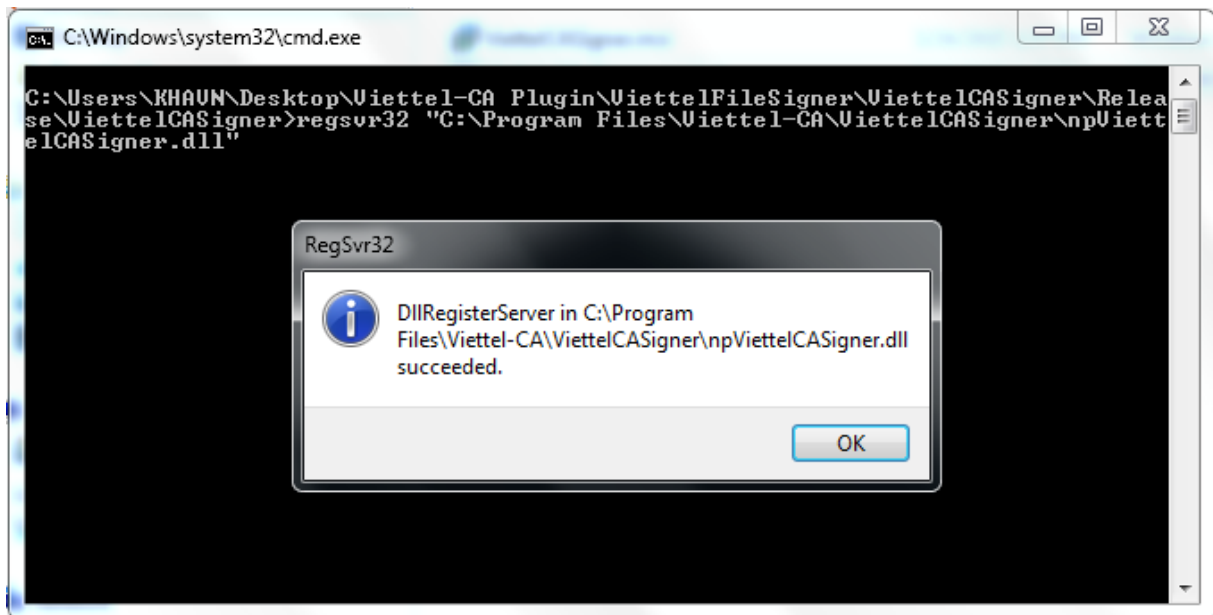 C:\Windows\system32\cmd.exe
C:\Users\KHAVN\Desktop\Viettel-CA Plugin\ViettelFileSigner\ViettelCASigner\Relea
se\ViettelCASigner>regsvr32 "C:\Program Files\Viettel-CA\ViettelCASigner\npViett
elCASigner.dll"
RegSvr32
DllRegisterServer in C:\Program
Files\Viettel-CA\ViettelCASigner\npViettelCASigner.dll
succeeded.
OK